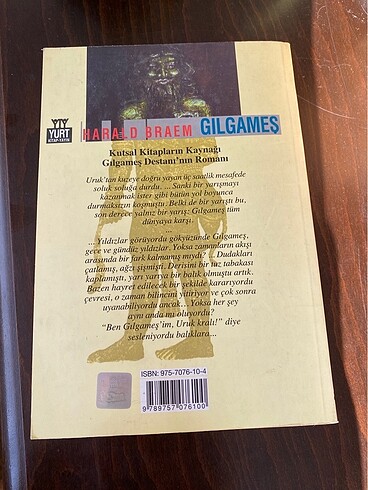 YTY
YURT
KİTAP-YAYIN
HARALD BRAEM GILGAMEŞ
Kutsal Kitapların Kaynağı
Gılgameş Destanı'nın Romanı
Uruk'tan kuzeye doğru yayan üç saatlik mesafede
soluk soluğa durdu. ... Sanki bir yarışmayı
kazanmak ister gibi bütün yol boyunca
durmaksızın koşmuştu. Belki de bir yarıştı bu,
son derece yalnız bir yarış: Gılgameş tüm
dünyaya karşı.
...
... Yıldızlar görüyordu gökyüzünde Gılgameş,
gece ve gündüz yıldızlar. Yoksa zamanların akışı
arasında bir fark kalmamış mıydı? ... Dudakları
çatlamış, ağzı şişmişti. Derisini bir tuz tabakası
kaplamıştı, yarı yarıya bir balık olmuştu artık.
Bazen hayret edilecek bir şekilde kararıyordu
çevresi, o zaman bilincini yitiriyor ve çok sonra
uyanabiliyordu ancak... Yoksa her şey
aynı anda mı oluyordu?
"Ben Gılgameş'im, Uruk kralı!" diye
sesleniyordu balıklara...
ISBN: 975-7076-10-4
9 789757 076100